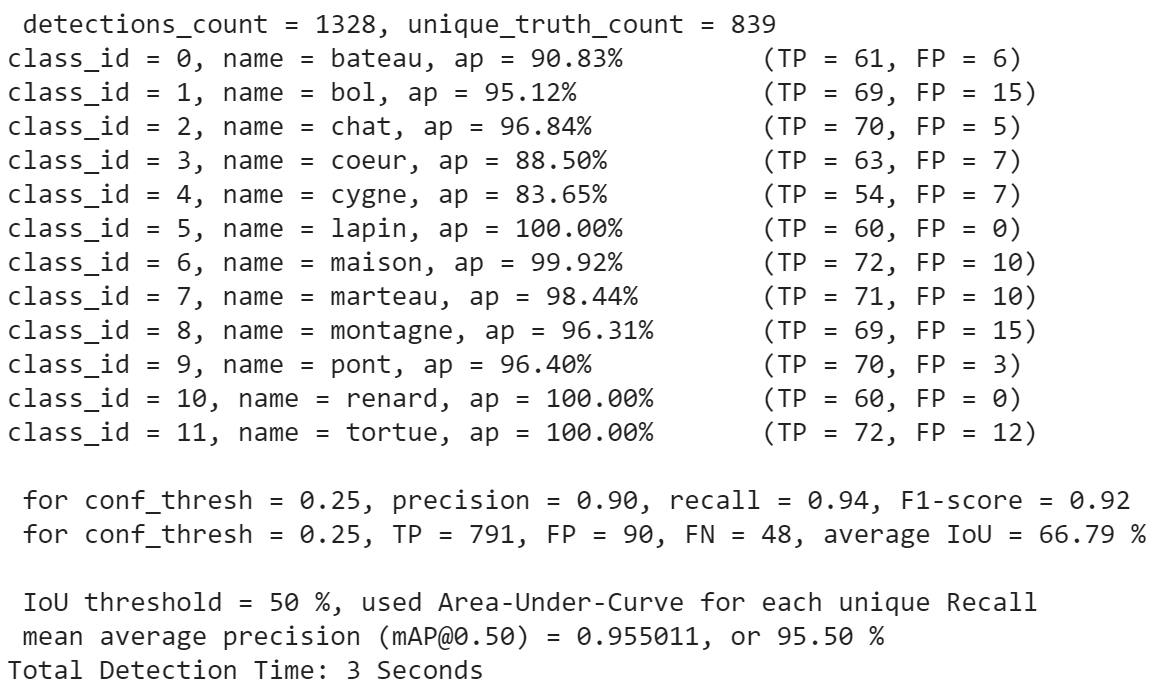 detections_count = 1328, unique_truth_count = 839
class_id = 0, name = bateau, ap = 90.83% (TP = 61, FP = 6)
class_id = 1, name = bol, ap = 95.12% (TP = 69, FP = 15)
class_id = 2, name = chat, ap = 96.84% (TP = 70, FP = 5)
class_id = 3, name = coeur, ap = 88.50% (TP = 63, FP = 7)
class_id = 4, name = cygne, ap = 83.65% (TP = 54, FP = 7)
class_id = 5, name = lapin, ap = 100.00% (TP = 60, FP = 0)
class_id = 6, name = maison, ap = 99.92% (TP = 72, FP = 10)
class_id = 7, name = marteau, ap = 98.44% (TP = 71, FP = 10)
class_id = 8, name = montagne, ap = 96.31% (TP = 69, FP = 15)
class_id = 9, name = pont, ap = 96.40% (TP = 70, FP = 3)
class_id = 10, name = renard, ap = 100.00% (TP = 60, FP = 0)
class_id = 11, name = tortue, ap = 100.00% (TP = 72, FP = 12)
for conf_thresh = 0.25, precision = 0.90, recall = 0.94, F1-score = 0.92
for conf_thresh = 0.25, TP = 791, FP = 90, FN = 48, average IoU = 66.79 %
IoU threshold = 50 %, used Area-Under-Curve for each unique Recall
mean average precision (mAP@0.50) = 0.955011, or 95.50 %
Total Detection Time: 3 Seconds